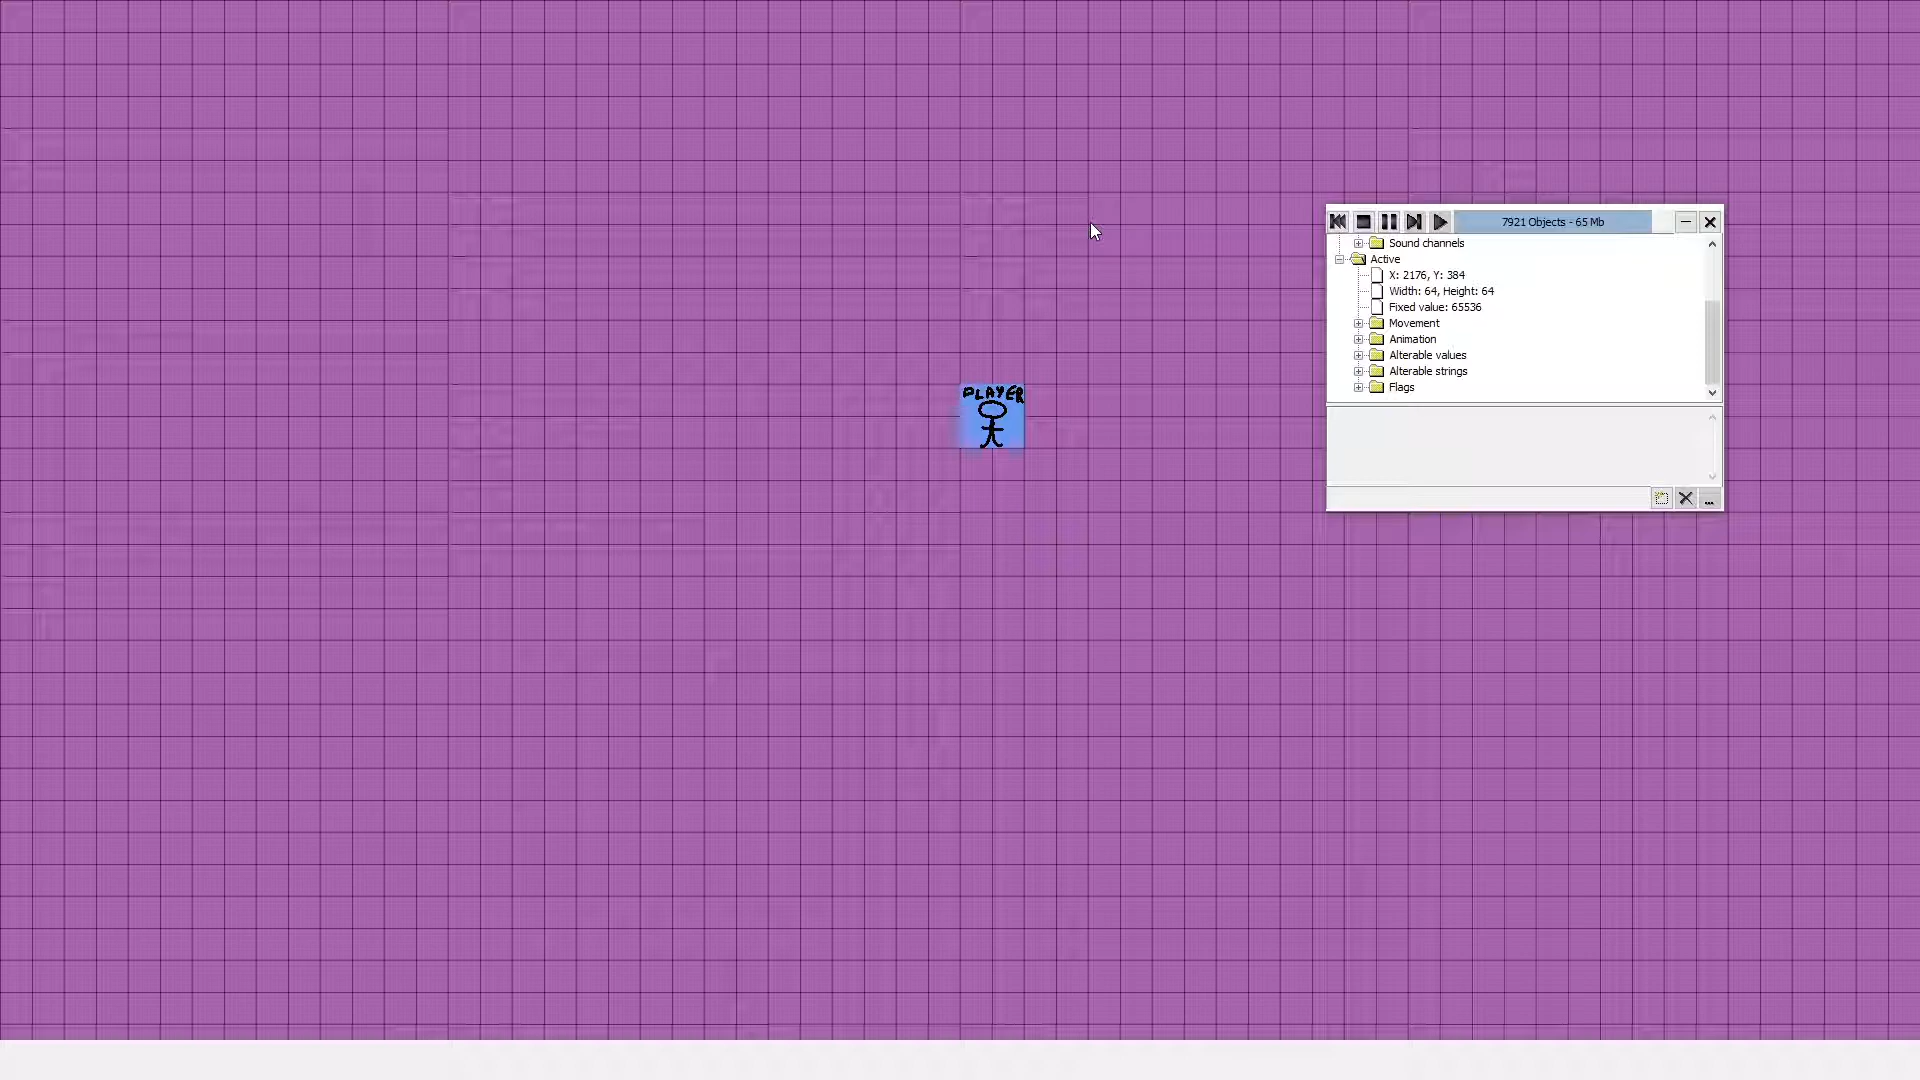 PLAYER
7921 Objects - 65 Mb
Sound channels
Active
X: 2176, Y: 384
Width: 64, Height: 64
Fixed value: 65536
Movement
Animation
Alterable values
Alterable strings
Flags
...